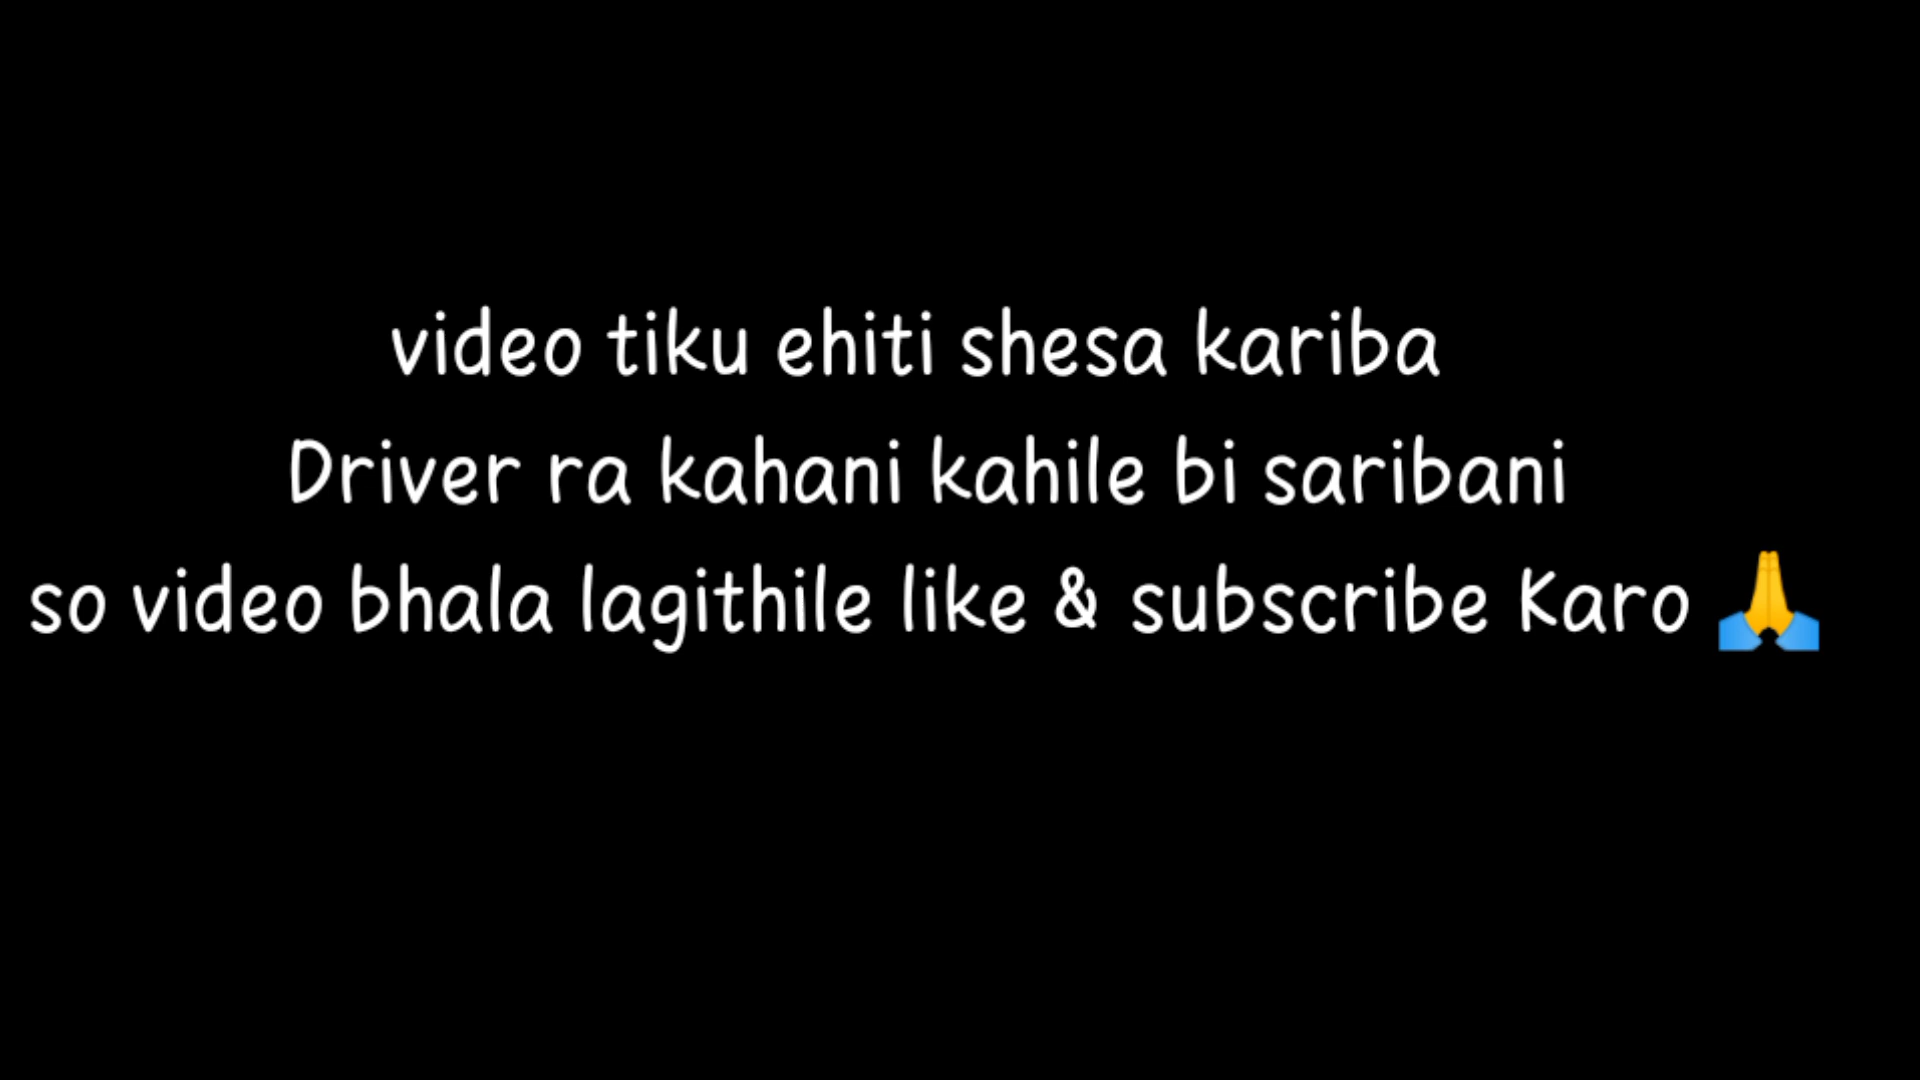 video tiku ehiti shesa kariba
Driver ra kahani kahile bi saribani
so video bhala lagithile like & subscribe Karo 🙏